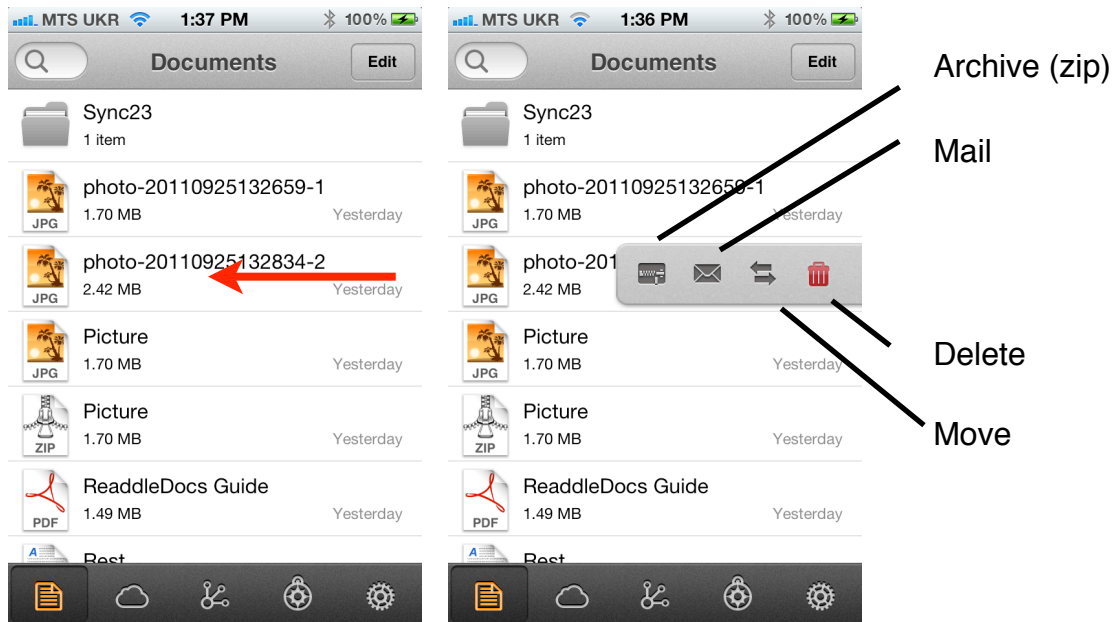 MTS UKR 1:37 PM 100%
Documents Edit
Sync23
1 item
photo-20110925132659-1
1.70 MB Yesterday
JPG
photo-20110925132834-2
2.42 MB Yesterday
JPG
Picture
1.70 MB Yesterday
JPG
Picture
1.70 MB Yesterday
ZIP
ReaddleDocs Guide
1.49 MB Yesterday
PDF
A Rest
MTS UKR 1:36 PM 100%
Documents Edit
Sync23
1 item
photo-20110925132659-1
1.70 MB Yesterday
JPG
photo-201
2.42 MB
JPG
Picture
1.70 MB Yesterday
JPG
Picture
1.70 MB Yesterday
ZIP
ReaddleDocs Guide
1.49 MB Yesterday
PDF
A Rest
Archive (zip)
Mail
Delete
Move